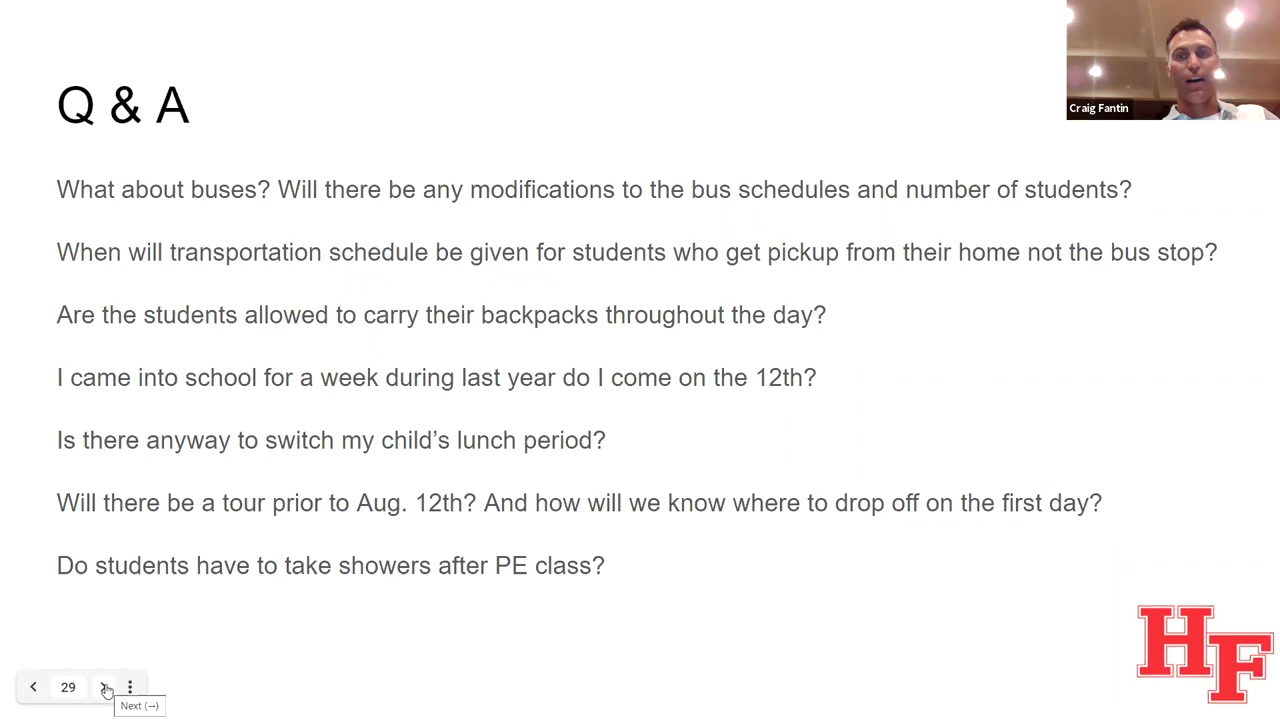 Craig Fantin
Q & A
What about buses? Will there be any modifications to the bus schedules and number of students?
When will transportation schedule be given for students who get pickup from their home not the bus stop?
Are the students allowed to carry their backpacks throughout the day?
I came into school for a week during last year do I come on the 12th?
Is there anyway to switch my child’s lunch period?
Will there be a tour prior to Aug. 12th? And how will we know where to drop off on the first day?
Do students have to take showers after PE class?
HF
29
Next (→)